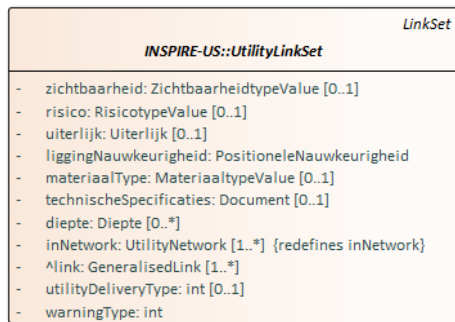 LinkSet
INSPIRE-US::UtilityLinkSet
- zichtbaarheid: ZichtbaarheidtypeValue [0..1]
- risico: RisicotypeValue [0..1]
- uiterlijk: Uiterlijk [0..1]
- liggingNauwkeurigheid: PositioneleNauwkeurigheid
- materiaalType: MateriaaltypeValue [0..1]
- technischeSpecificaties: Document [0..1]
- diepte: Diepte [0..*]
- inNetwork: UtilityNetwork [1..*] {redefines inNetwork}
- ^link: GeneralisedLink [1..*]
- utilityDeliveryType: int [0..1]
- warningType: int